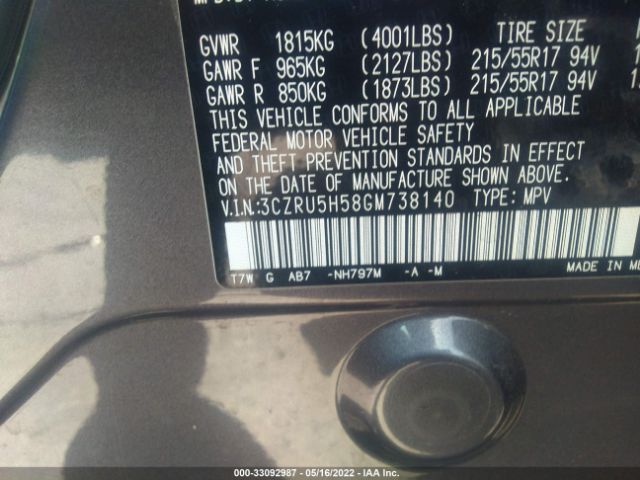 TIRE SIZE
GVWR 1815KG (4001LBS)
GAWR F 965KG (2127LBS) 215/55R17 94V
GAWR R 850KG (1873LBS) 215/55R17 94V
THIS VEHICLE CONFORMS TO ALL APPLICABLE
FEDERAL MOTOR VEHICLE SAFETY
AND THEFT PREVENTION STANDARDS IN EFFECT
ON THE DATE OF MANUFACTURE SHOWN ABOVE.
V.I.N.:3CZRU5H58GM738140 TYPE: MPV
T7W G AB7 -NH797M -A -M MADE IN
000-33092987 - 05/16/2022 - IAA Inc.